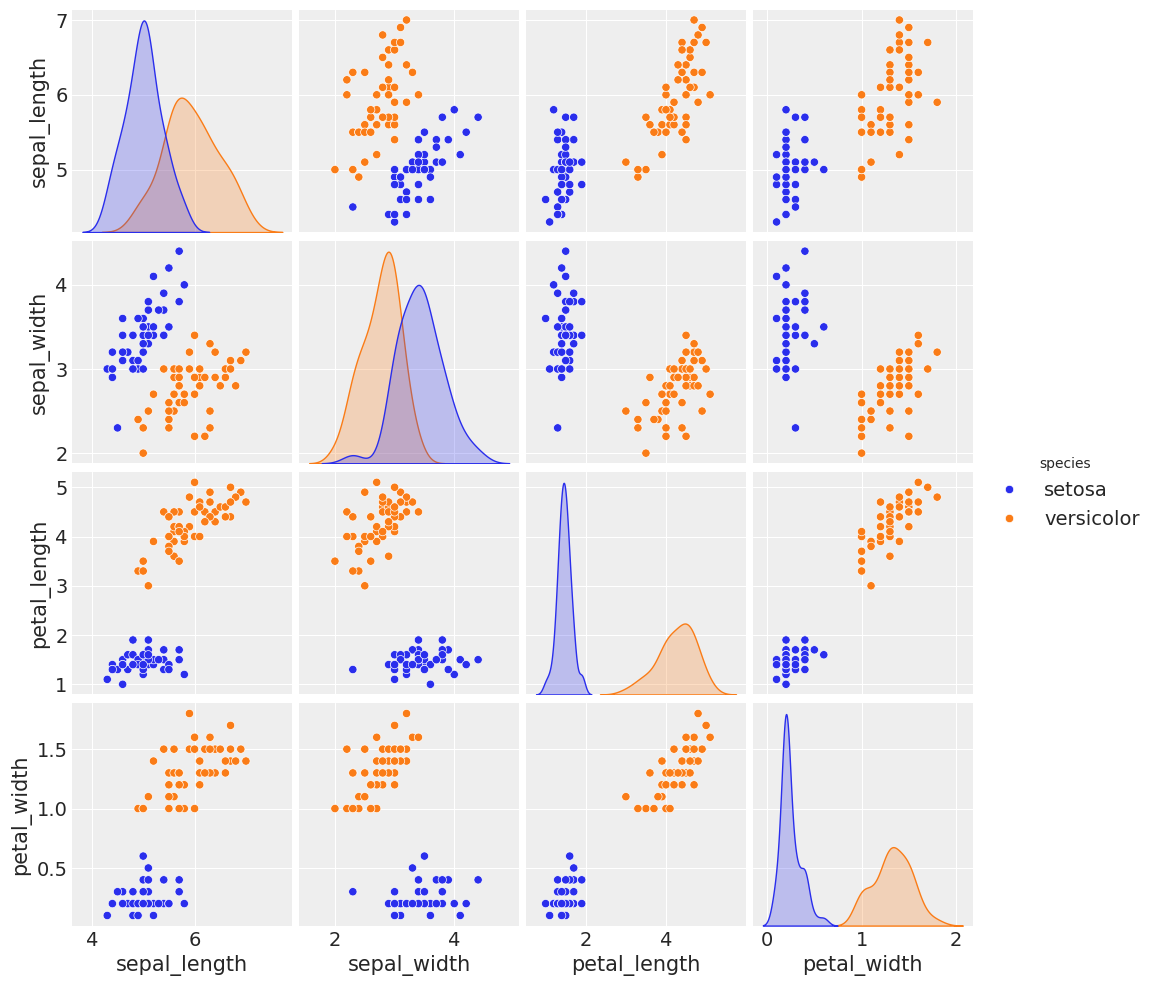 7
6
5
sepal_length
4
3
2
sepal_width
species
setosa
versicolor
5
4
3
2
1
petal_length
1.5
1.0
0.5
petal_width
4 6 2 4 2 4 0 1 2
sepal_length sepal_width petal_length petal_width